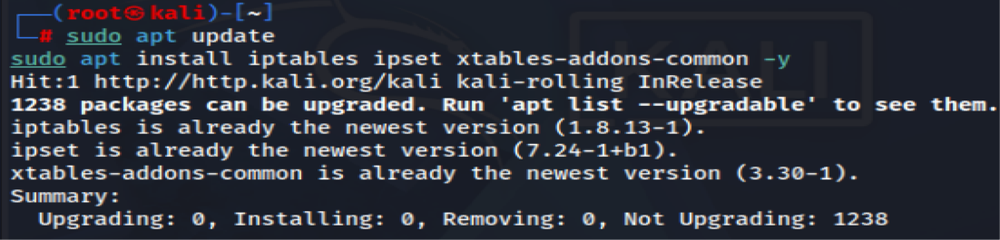 ┌──(root㉿kali)-[~]
└─# sudo apt update
sudo apt install iptables ipset xtables-addons-common -y
Hit:1 http://http.kali.org/kali kali-rolling InRelease
1238 packages can be upgraded. Run 'apt list --upgradable' to see them.
iptables is already the newest version (1.8.13-1).
ipset is already the newest version (7.24-1+b1).
xtables-addons-common is already the newest version (3.30-1).
Summary:
  Upgrading: 0, Installing: 0, Removing: 0, Not Upgrading: 1238
KALI